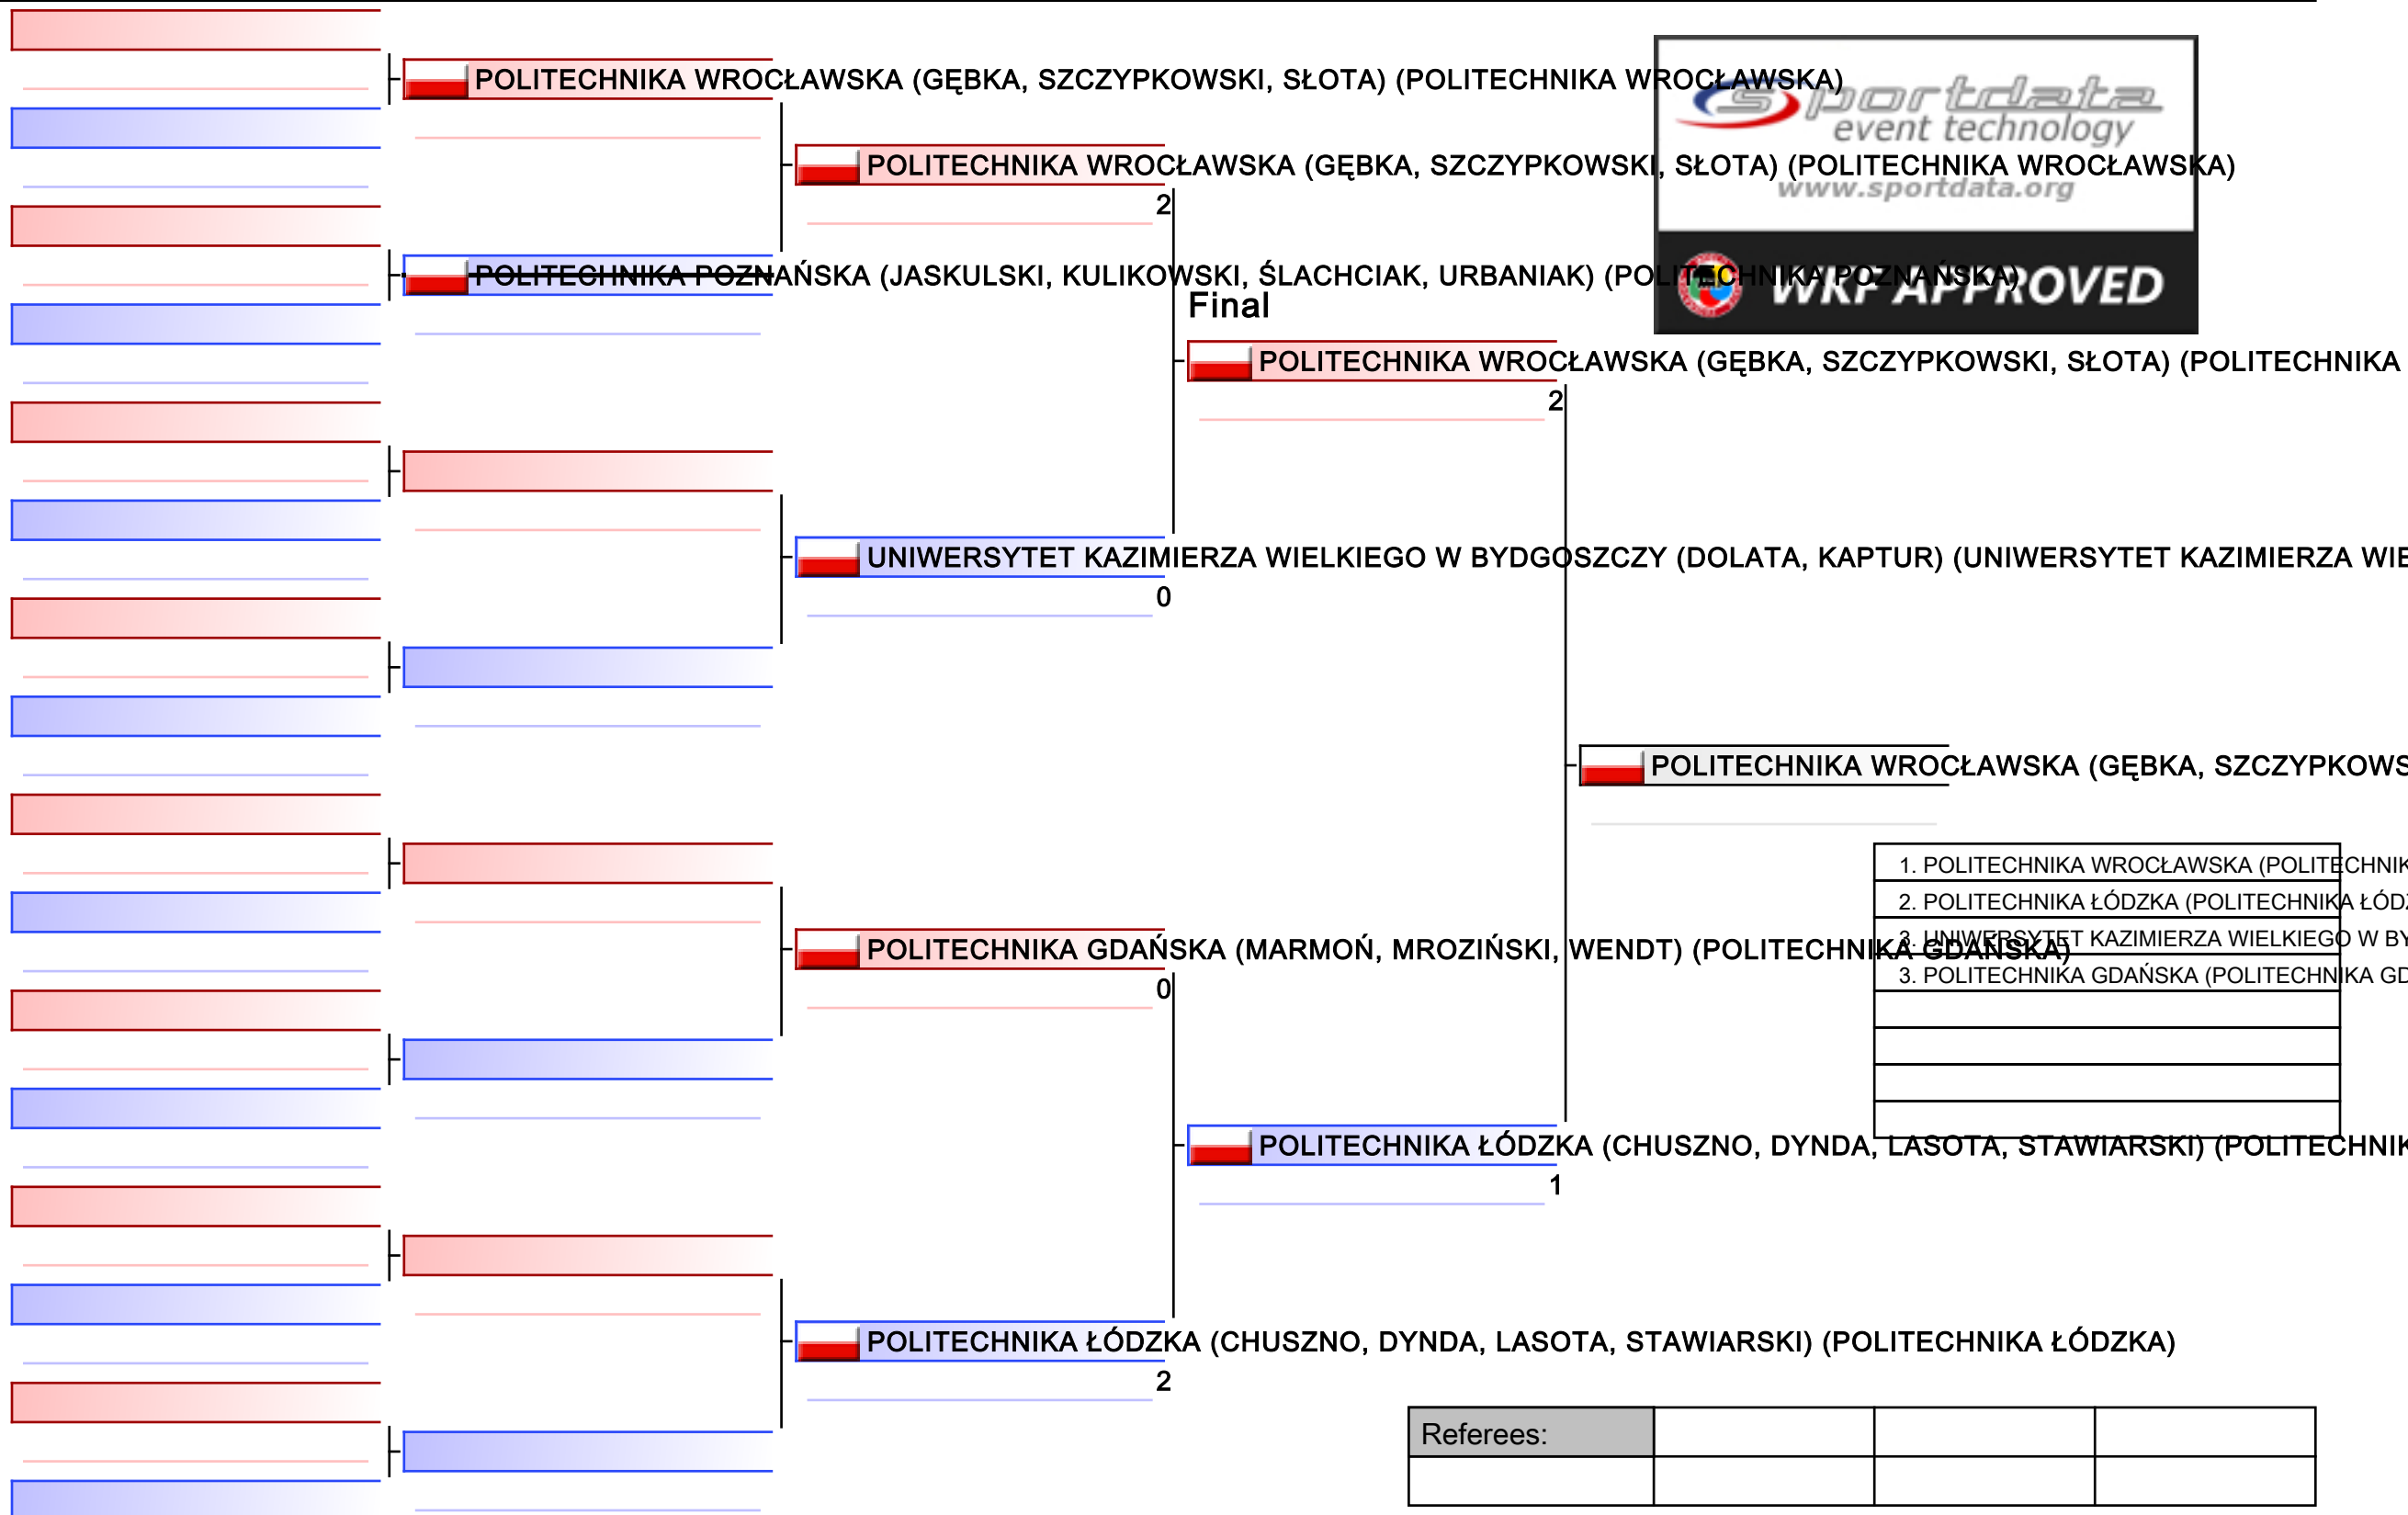 POLITECHNIKA WROCŁAWSKA (GĘBKA, SZCZYPKOWSKI, SŁOTA) (POLITECHNIKA WROCŁAWSKA)
sportdata
event technology
www.sportdata.org
POLITECHNIKA WROCŁAWSKA (GĘBKA, SZCZYPKOWSKI, SŁOTA) (POLITECHNIKA WROCŁAWSKA)
2
POLITECHNIKA POZNAŃSKA (JASKULSKI, KULIKOWSKI, ŚLACHCIAK, URBANIAK) (POLITECHNIKA POZNAŃSKA)
WKF APPROVED
Final
POLITECHNIKA WROCŁAWSKA (GĘBKA, SZCZYPKOWSKI, SŁOTA) (POLITECHNIKA
2
UNIWERSYTET KAZIMIERZA WIELKIEGO W BYDGOSZCZY (DOLATA, KAPTUR) (UNIWERSYTET KAZIMIERZA WIE
0
POLITECHNIKA WROCŁAWSKA (GĘBKA, SZCZYPKOWS
1. POLITECHNIKA WROCŁAWSKA (POLITECHNIK
2. POLITECHNIKA ŁÓDZKA (POLITECHNIKA ŁÓDZ
3. UNIWERSYTET KAZIMIERZA WIELKIEGO W BY
3. POLITECHNIKA GDAŃSKA (POLITECHNIKA GD
POLITECHNIKA GDAŃSKA (MARMOŃ, MROZIŃSKI, WENDT) (POLITECHNIKA GDAŃSKA)
0
POLITECHNIKA ŁÓDZKA (CHUSZNO, DYNDA, LASOTA, STAWIARSKI) (POLITECHNIK
1
POLITECHNIKA ŁÓDZKA (CHUSZNO, DYNDA, LASOTA, STAWIARSKI) (POLITECHNIKA ŁÓDZKA)
2
Referees: